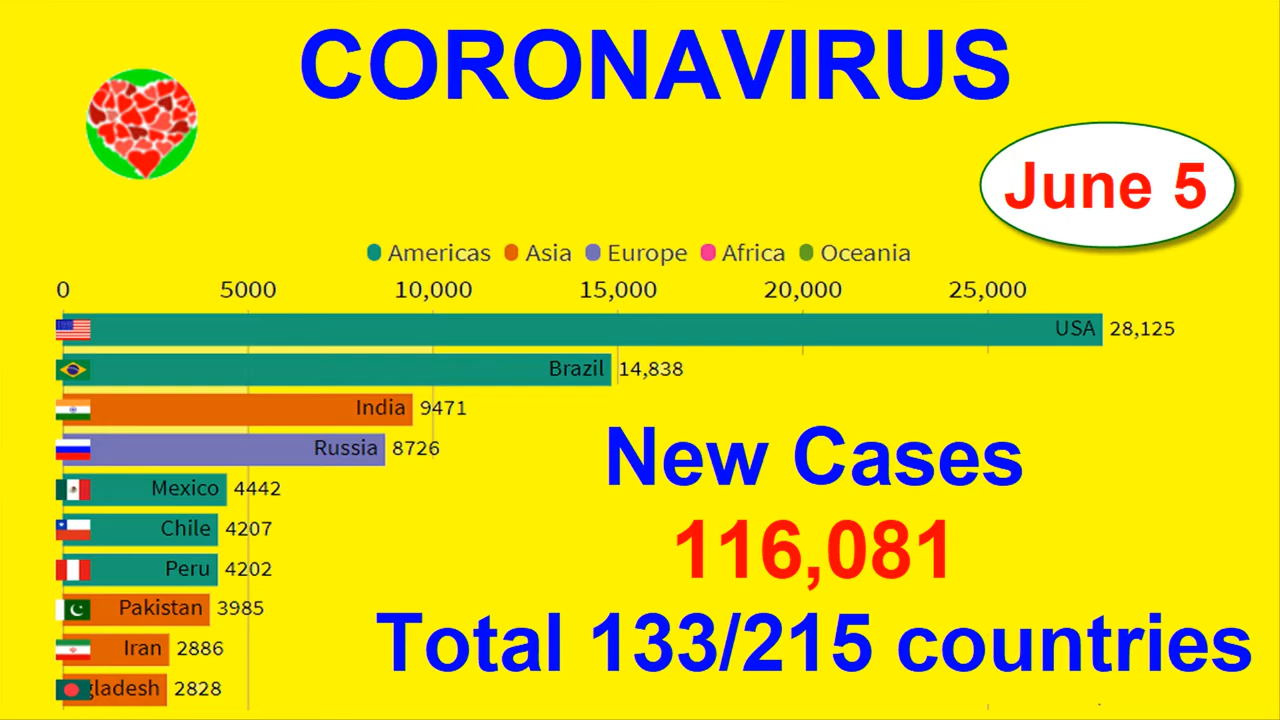 CORONAVIRUS
June 5
Americas Asia Europe Africa Oceania
0 5000 10,000 15,000 20,000 25,000
USA 28,125
Brazil 14,838
India 9471
Russia 8726
Mexico 4442
Chile 4207
Peru 4202
Pakistan 3985
Iran 2886
gladesh 2828
New Cases
116,081
Total 133/215 countries